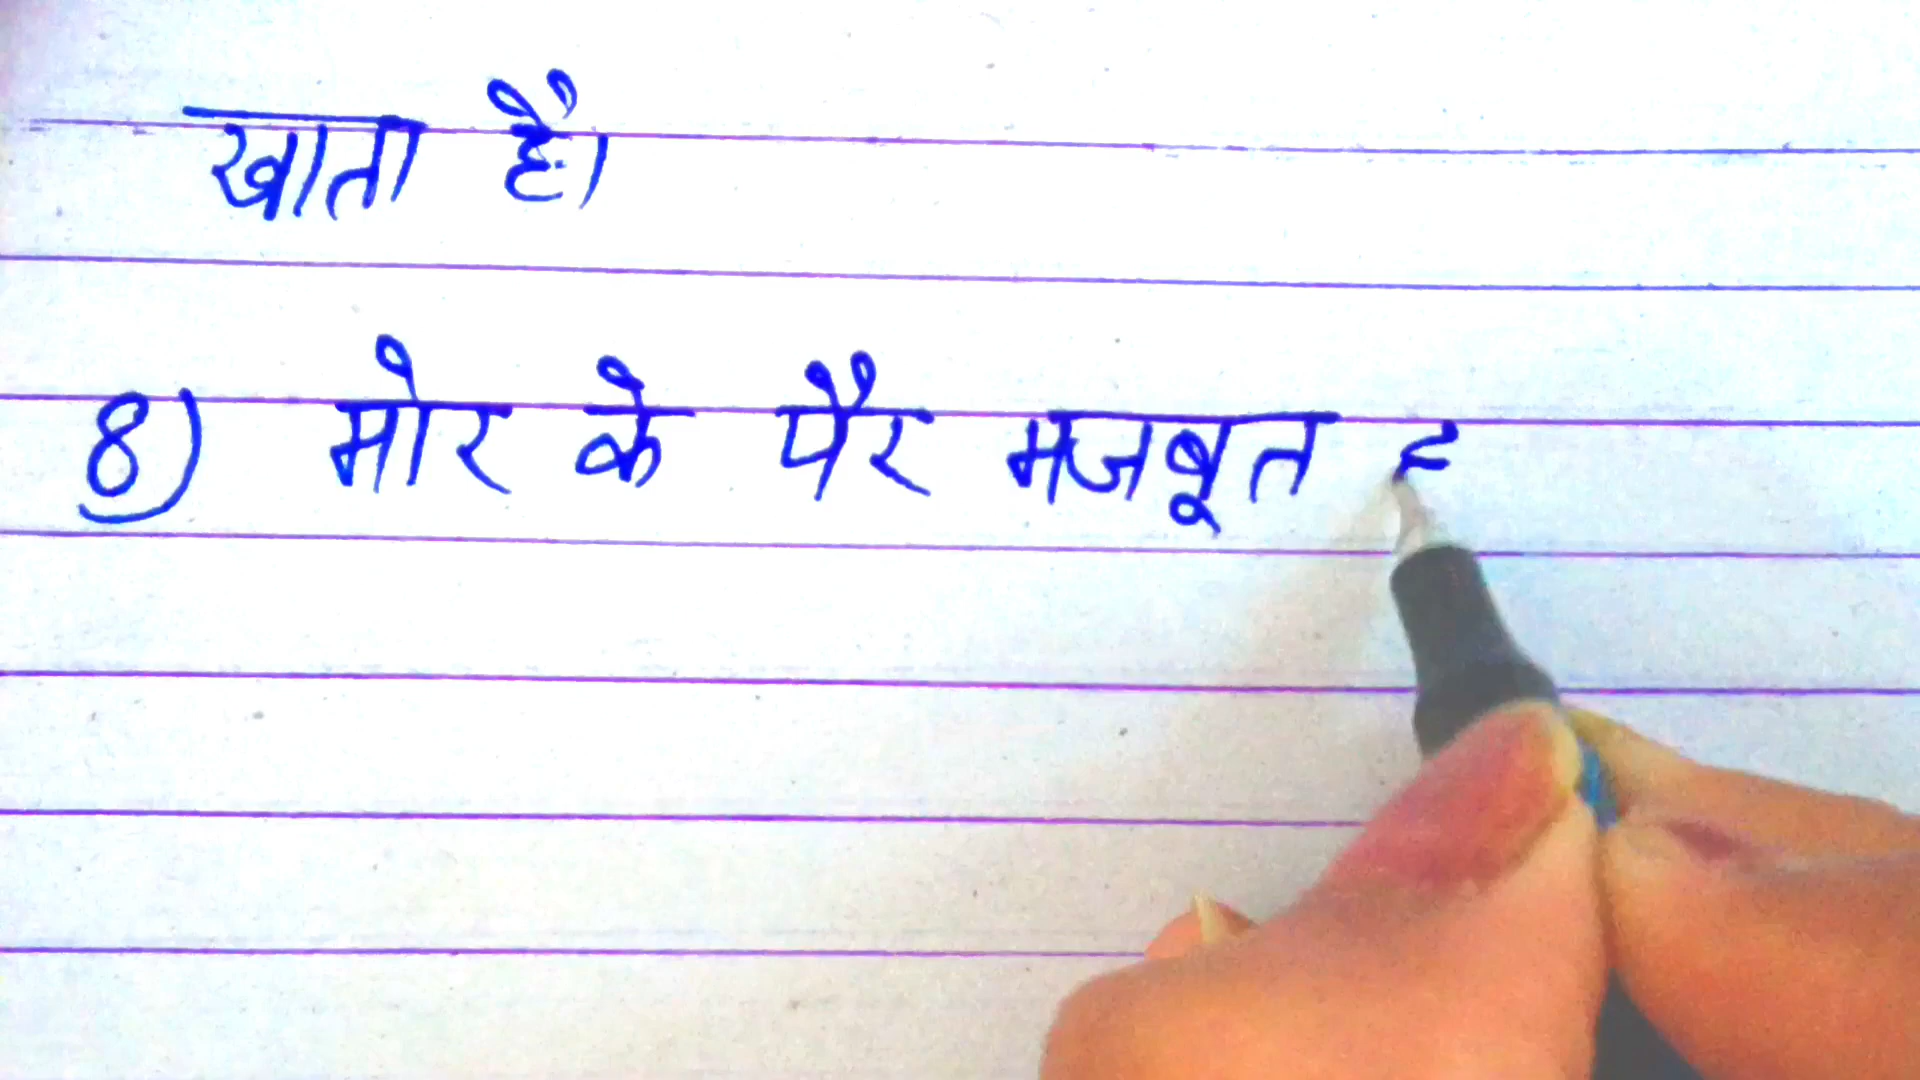 खाता है।
8) मोर के पैर मजबूत